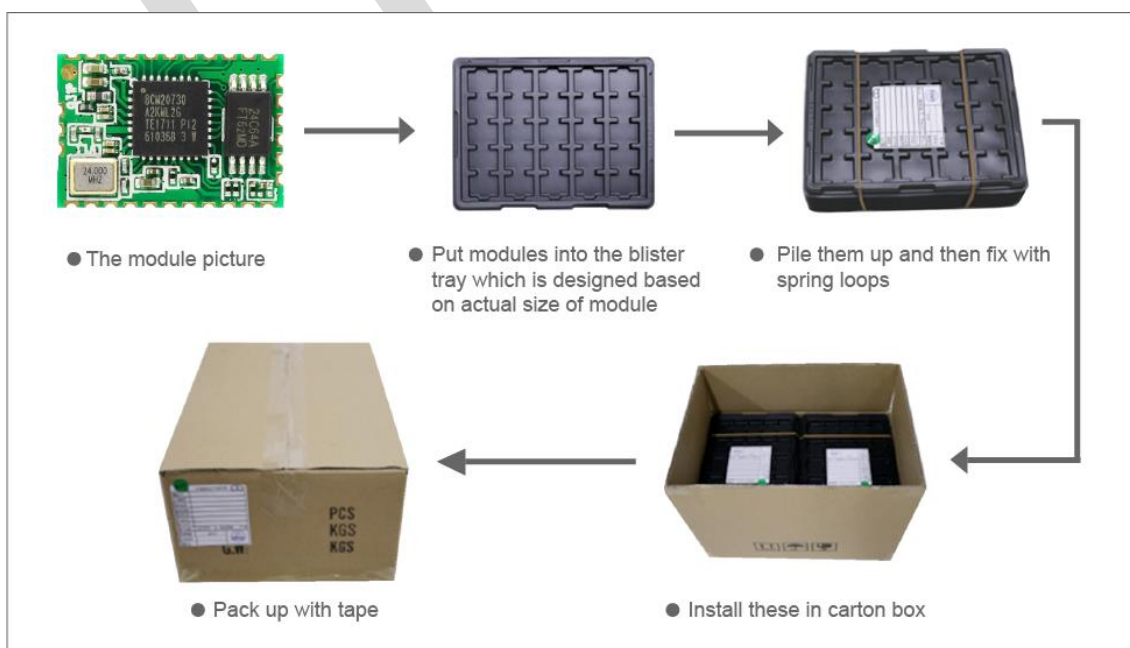 BCM20730
A2KML2G
TE1711 P12
61036B 3 W
24C64A
FT62MD
24.000
MHZ
● The module picture
● Put modules into the blister
tray which is designed based
on actual size of module
● Pile them up and then fix with
spring loops
PCS
KGS
G.W: KGS
● Pack up with tape
● Install these in carton box